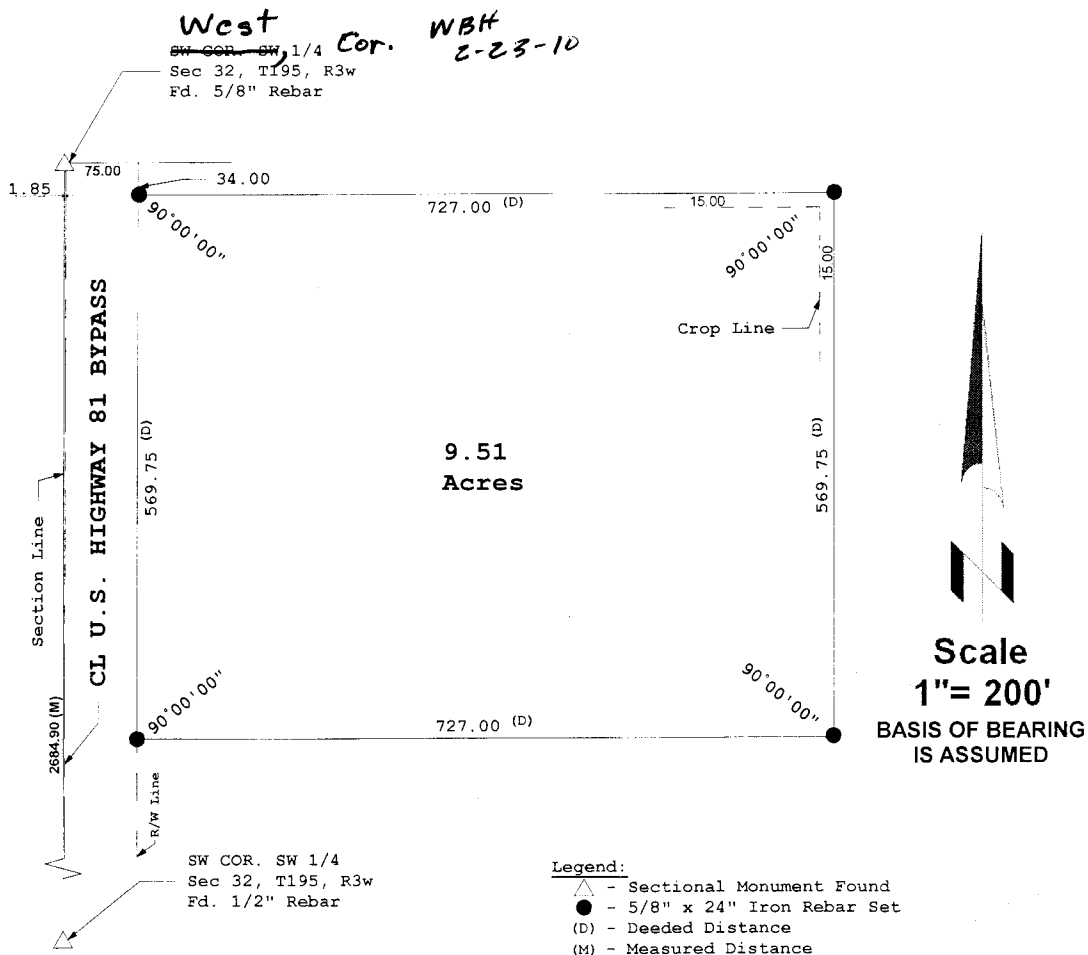 West
SW COR. SW, 1/4 Cor. WBH
2-23-10
Sec 32, T195, R3w
Fd. 5/8" Rebar
75.00
34.00
1.85
727.00 (D)
15.00
90°00'00"
90°00'00"
15.00
Crop Line
CL U.S. HIGHWAY 81 BYPASS
Section Line
569.75 (D)
9.51
Acres
569.75 (D)
2684.90 (M)
90°00'00"
90°00'00"
727.00 (D)
R/W Line
N
Scale
1"= 200'
BASIS OF BEARING
IS ASSUMED
SW COR. SW 1/4
Sec 32, T195, R3w
Fd. 1/2" Rebar
Legend:
- Sectional Monument Found
- 5/8" x 24" Iron Rebar Set
(D) - Deeded Distance
(M) - Measured Distance